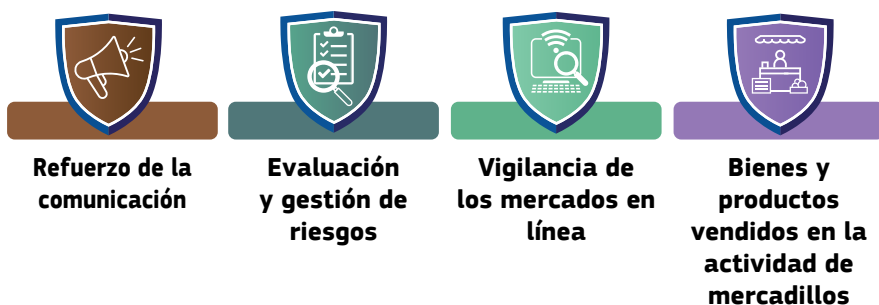 Refuerzo de la
comunicación
Evaluación
y gestión de
riesgos
Vigilancia de
los mercados en
línea
Bienes y
productos
vendidos en la
actividad de
mercadillos